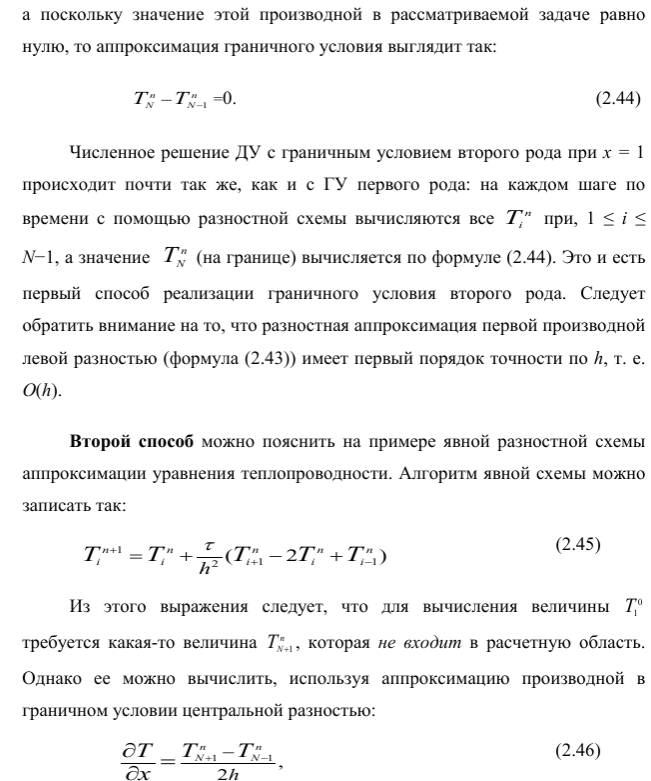 а поскольку значение этой производной в рассматриваемой задаче равно
нулю, то аппроксимация граничного условия выглядит так:
$T_N^n - T_{N-1}^n = 0.$ (2.44)
Численное решение ДУ с граничным условием второго рода при x = 1
происходит почти так же, как и с ГУ первого рода: на каждом шаге по
времени с помощью разностной схемы вычисляются все $T_i^n$ при, 1 ≤ i ≤
N−1, а значение $T_N^n$ (на границе) вычисляется по формуле (2.44). Это и есть
первый способ реализации граничного условия второго рода. Следует
обратить внимание на то, что разностная аппроксимация первой производной
левой разностью (формула (2.43)) имеет первый порядок точности по h, т. е.
O(h).
Второй способ можно пояснить на примере явной разностной схемы
аппроксимации уравнения теплопроводности. Алгоритм явной схемы можно
записать так:
$T_i^{n+1} = T_i^n + \frac{\tau}{h^2}(T_{i+1}^n - 2T_i^n + T_{i-1}^n)$ (2.45)
Из этого выражения следует, что для вычисления величины $T_1^0$
требуется какая-то величина $T_{N+1}^n$, которая не входит в расчетную область.
Однако ее можно вычислить, используя аппроксимацию производной в
граничном условии центральной разностью:
$\frac{\partial T}{\partial x} = \frac{T_{N+1}^n - T_{N-1}^n}{2h},$ (2.46)